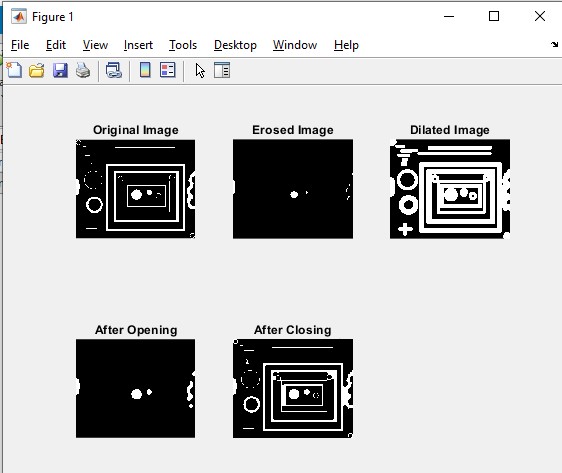 Figure 1
File Edit View Insert Tools Desktop Window Help
Original Image
Erosed Image
Dilated Image
After Opening
After Closing